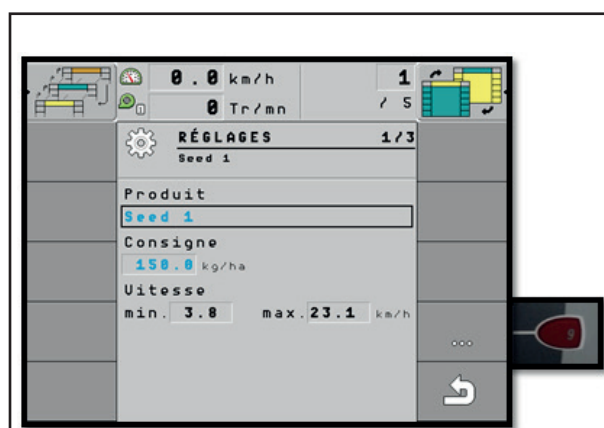 0.0 km/h
1
0 Tr/mn
/ 5
RÉGLAGES 1/3
Seed 1
Produit
Seed 1
Consigne
150.0 kg/ha
Vitesse
min. 3.8 max. 23.1 km/h
...
9